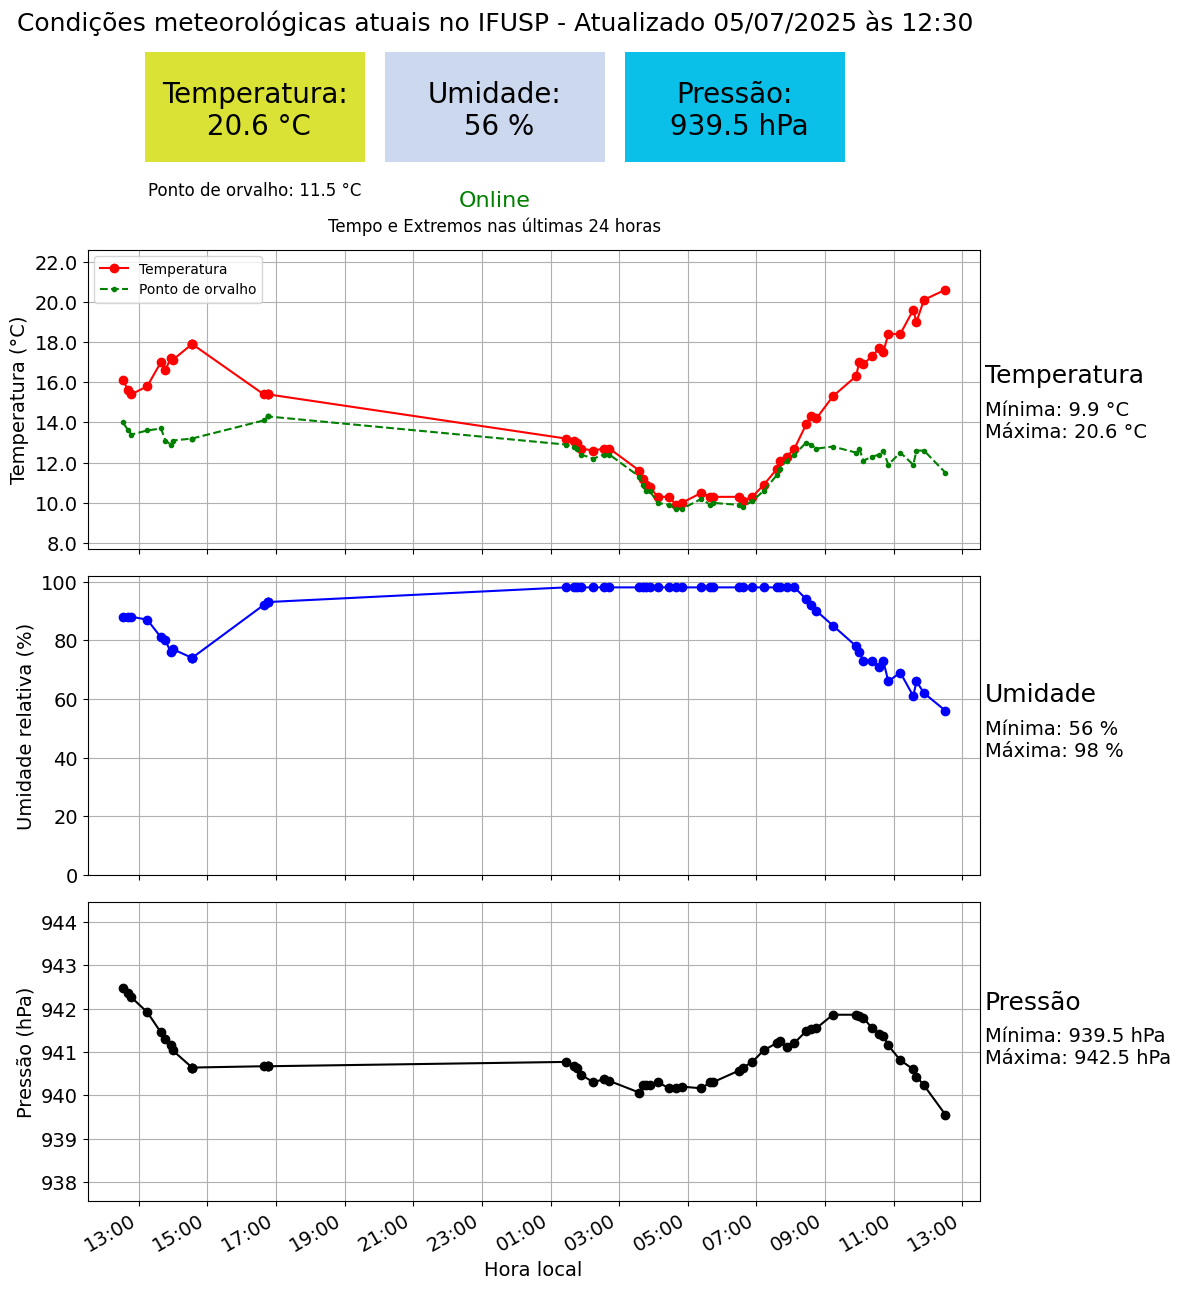 Condições meteorológicas atuais no IFUSP - Atualizado 05/07/2025 às 12:30
Temperatura:
20.6 °C
Umidade:
56 %
Pressão:
939.5 hPa
Ponto de orvalho: 11.5 °C
Online
Tempo e Extremos nas últimas 24 horas
Temperatura (°C)
22.0
20.0
18.0
16.0
14.0
12.0
10.0
8.0
Temperatura
Ponto de orvalho
Temperatura
Mínima: 9.9 °C
Máxima: 20.6 °C
Umidade relativa (%)
100
80
60
40
20
0
Umidade
Mínima: 56 %
Máxima: 98 %
Pressão (hPa)
944
943
942
941
940
939
938
Pressão
Mínima: 939.5 hPa
Máxima: 942.5 hPa
13:00 15:00 17:00 19:00 21:00 23:00 01:00 03:00 05:00 07:00 09:00 11:00 13:00
Hora local